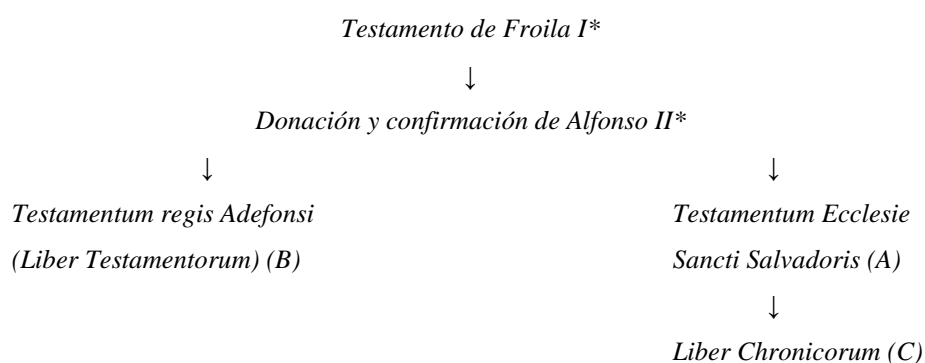 Testamento de Froila I*
↓
Donación y confirmación de Alfonso II*
↓ ↓
Testamentum regis Adefonsi Testamentum Ecclesie
(Liber Testamentorum) (B) Sancti Salvadoris (A)
↓
Liber Chronicorum (C)